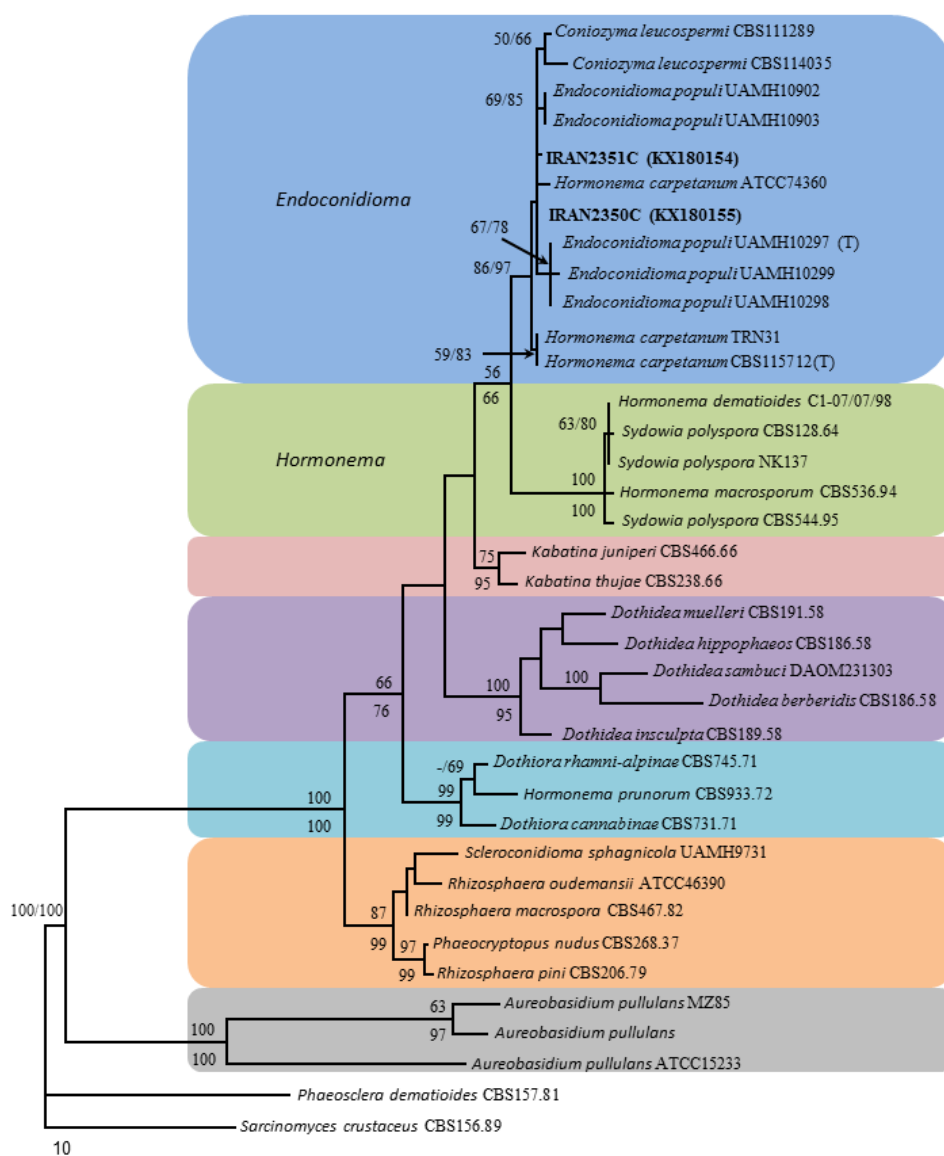 50/66
Coniozyma leucospermi CBS111289
Coniozyma leucospermi CBS114035
69/85
Endoconidioma populi UAMH10902
Endoconidioma populi UAMH10903
IRAN2351C (KX180154)
Endoconidioma
Hormonema carpetanum ATCC74360
IRAN2350C (KX180155)
67/78
Endoconidioma populi UAMH10297 (T)
86/97
Endoconidioma populi UAMH10299
Endoconidioma populi UAMH10298
Hormonema carpetanum TRN31
59/83
Hormonema carpetanum CBS115712(T)
56
66
Hormonema dematioides C1-07/07/98
63/80
Sydowia polyspora CBS128.64
Hormonema
Sydowia polyspora NK137
100
Hormonema macrosporum CBS536.94
100
Sydowia polyspora CBS544.95
75
Kabatina juniperi CBS466.66
95
Kabatina thujae CBS238.66
Dothidea muelleri CBS191.58
Dothidea hippophaeos CBS186.58
100
Dothidea sambuci DAOM231303
66
100
Dothidea berberidis CBS186.58
76
95
Dothidea insculpta CBS189.58
-/69
Dothiora rhamni-alpinae CBS745.71
99
Hormonema prunorum CBS933.72
100
99
Dothiora cannabinae CBS731.71
100
Scleroconidioma sphagnicola UAMH9731
Rhizosphaera oudemansii ATCC46390
100/100
87
Rhizosphaera macrospora CBS467.82
99
97
Phaeocryptopus nudus CBS268.37
99
Rhizosphaera pini CBS206.79
63
Aureobasidium pullulans MZ85
100
97
Aureobasidium pullulans
100
Aureobasidium pullulans ATCC15233
Phaeosclera dematioides CBS157.81
Sarcinomyces crustaceus CBS156.89
10